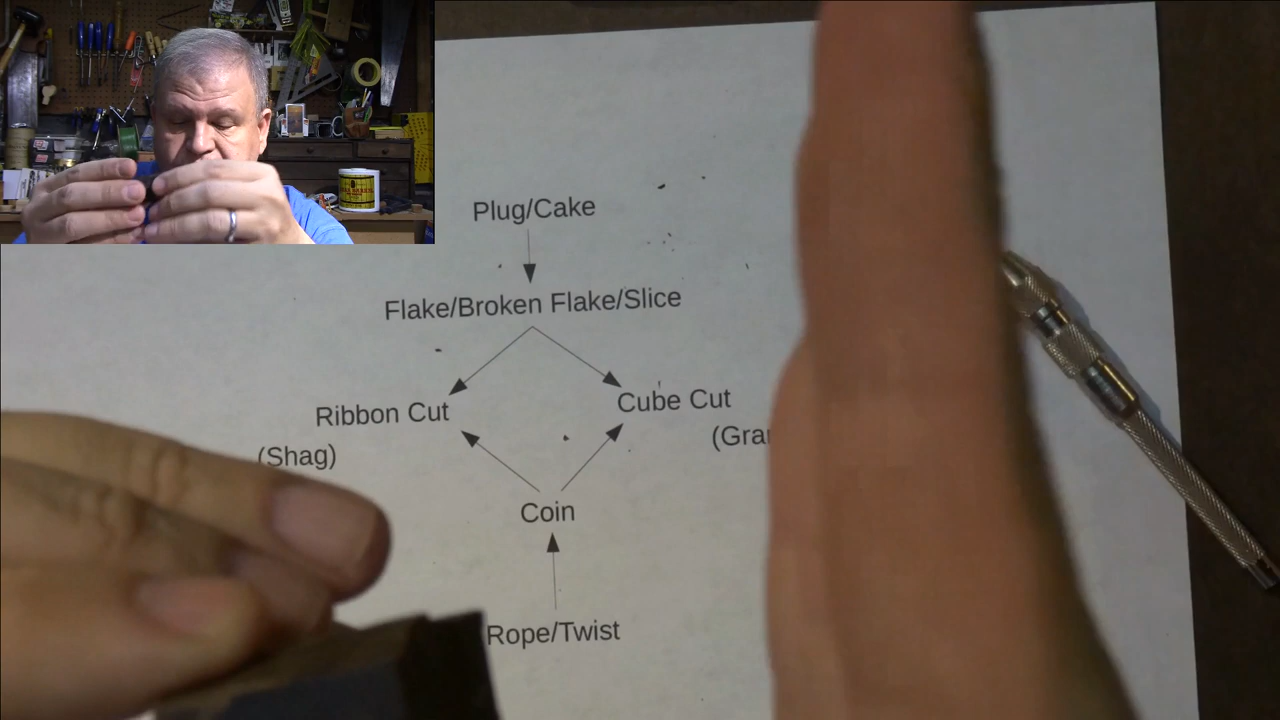 Plug/Cake
Flake/Broken Flake/Slice
Ribbon Cut
Cube Cut
(Shag)
Coin
Rope/Twist